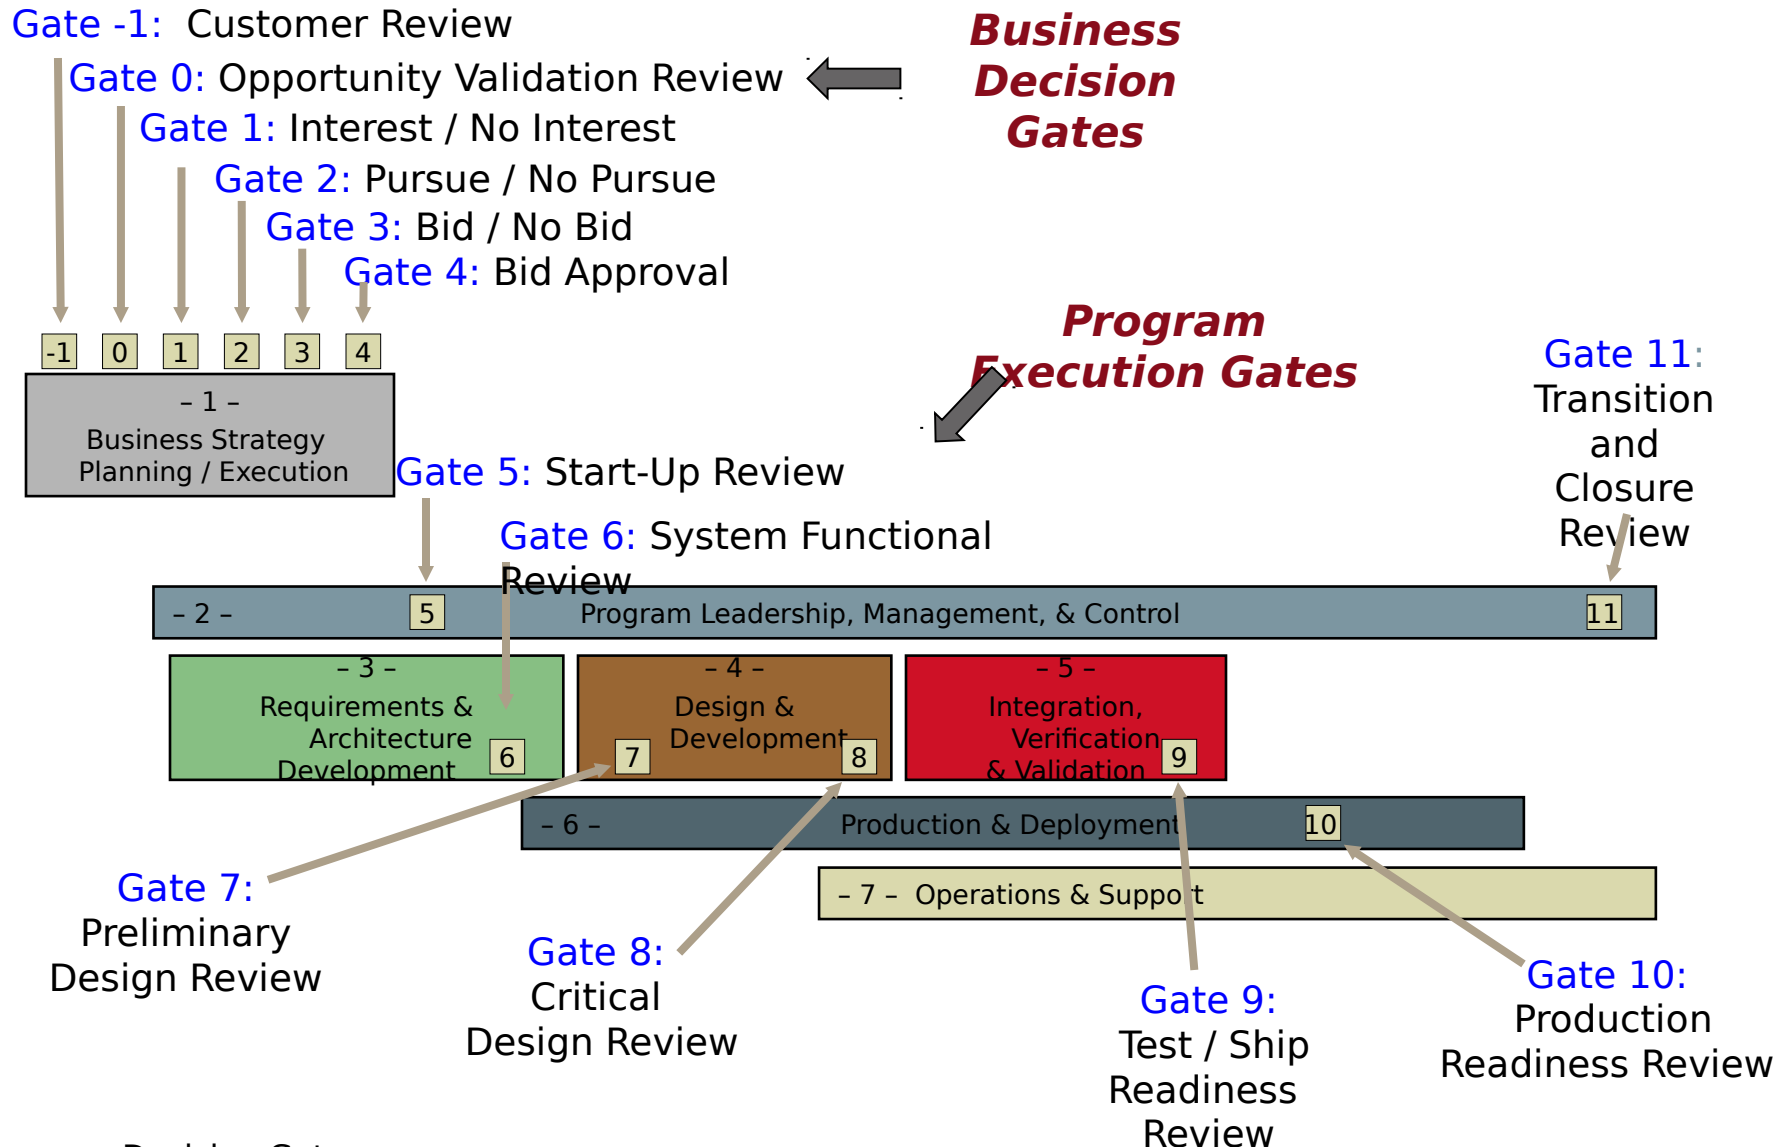 Gate -1: Customer Review
Gate 0: Opportunity Validation Review
Gate 1: Interest / No Interest
Gate 2: Pursue / No Pursue
Gate 3: Bid / No Bid
Gate 4: Bid Approval
Business
Decision
Gates
-1 0 1 2 3 4
– 1 –
Business Strategy
Planning / Execution
Program
Execution Gates
Gate 11:
Transition
and
Closure
Review
Gate 5: Start-Up Review
Gate 6: System Functional
Review
– 2 – 5 Program Leadership, Management, & Control 11
– 3 –
Requirements &
Architecture
Development
6
– 4 –
Design &
Development
7 8
– 5 –
Integration,
Verification
& Validation
9
– 6 – Production & Deployment 10
– 7 – Operations & Support
Gate 7:
Preliminary
Design Review
Gate 8:
Critical
Design Review
Gate 9:
Test / Ship
Readiness
Review
Gate 10:
Production
Readiness Review